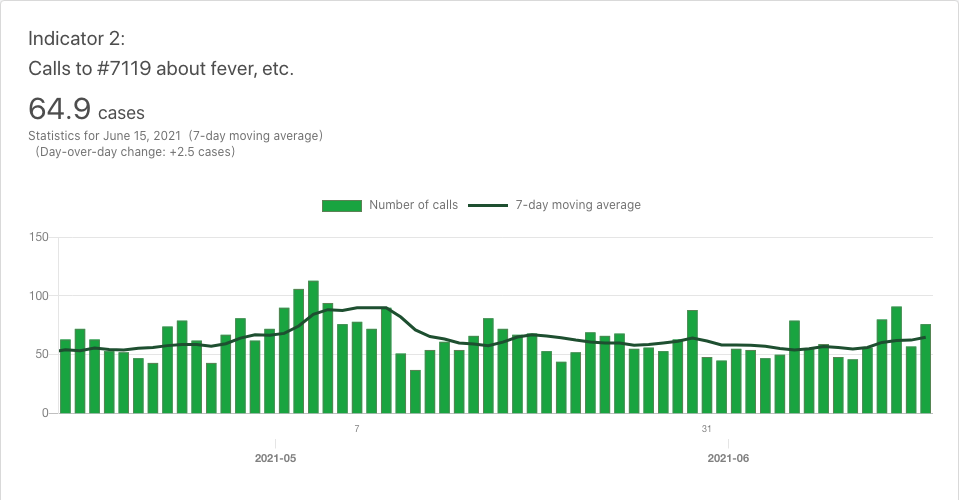 Indicator 2:
Calls to #7119 about fever, etc.
64.9 cases
Statistics for June 15, 2021 (7-day moving average)
(Day-over-day change: +2.5 cases)
Number of calls 7-day moving average
150
100
50
0
7 31
2021-05 2021-06